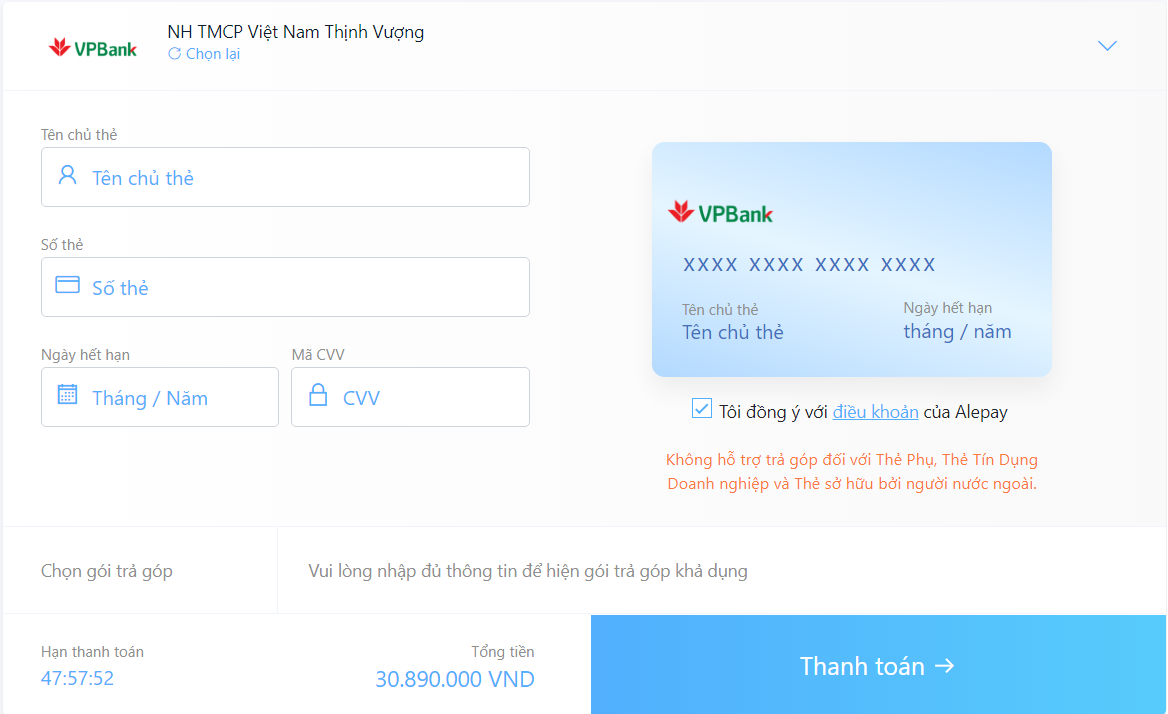 VPBank
NH TMCP Việt Nam Thịnh Vượng
Chọn lại
Tên chủ thẻ
Tên chủ thẻ
Số thẻ
Số thẻ
Ngày hết hạn
Mã CVV
Tháng / Năm
CVV
VPBank
XXXX XXXX XXXX XXXX
Tên chủ thẻ
Ngày hết hạn
Tên chủ thẻ
tháng / năm
Tôi đồng ý với điều khoản của Alepay
Không hỗ trợ trả góp đối với Thẻ Phụ, Thẻ Tín Dụng
Doanh nghiệp và Thẻ sở hữu bởi người nước ngoài.
Chọn gói trả góp
Vui lòng nhập đủ thông tin để hiện gói trả góp khả dụng
Hạn thanh toán
Tổng tiền
47:57:52
30.890.000 VND
Thanh toán →